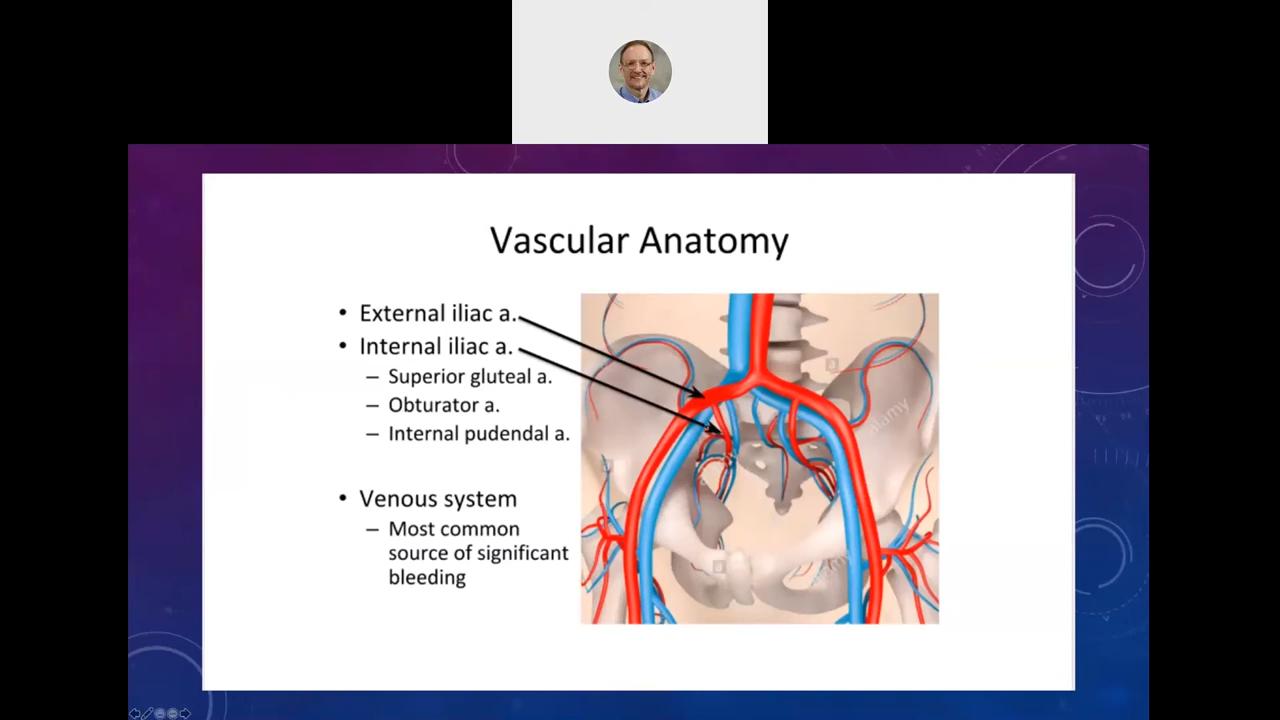 Vascular Anatomy
• External iliac a.
• Internal iliac a.
– Superior gluteal a.
– Obturator a.
– Internal pudendal a.
• Venous system
– Most common
source of significant
bleeding
alamy